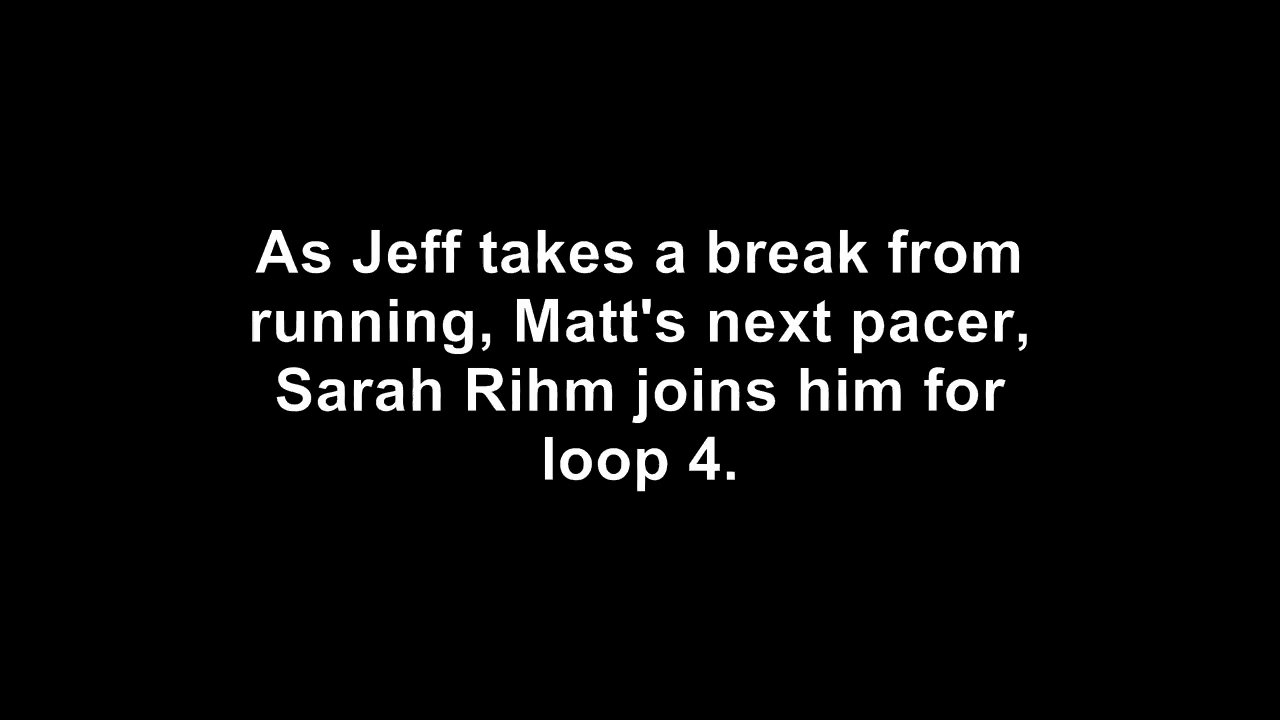 As Jeff takes a break from
running, Matt's next pacer,
Sarah Rihm joins him for
loop 4.